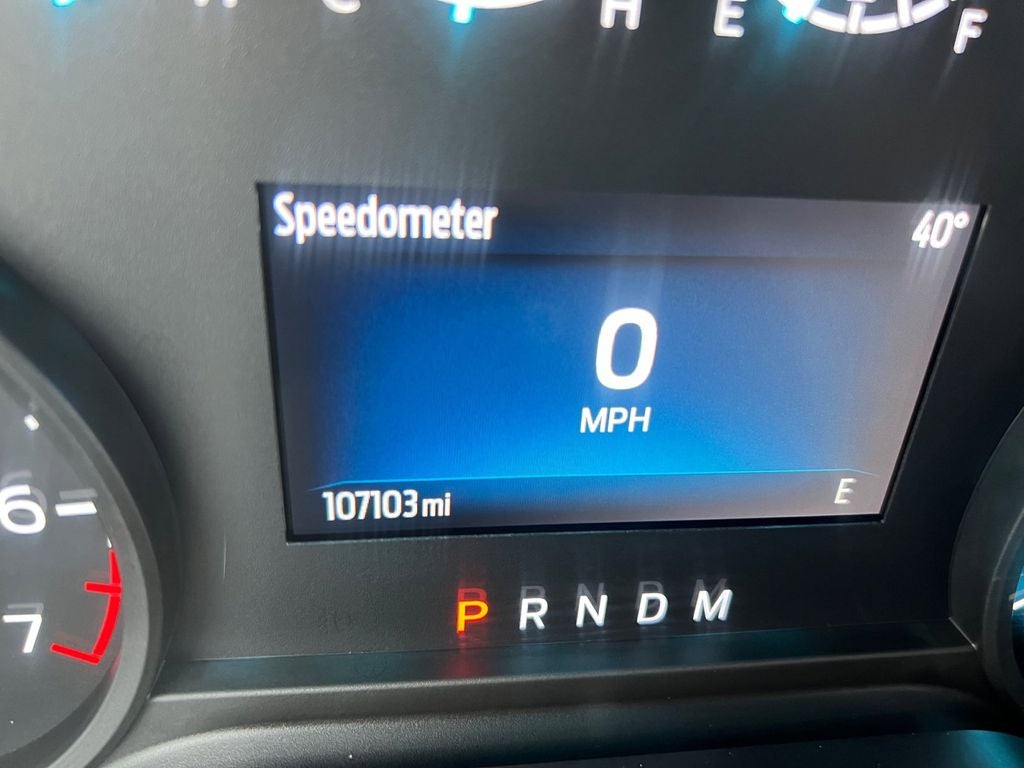 C H E F
Speedometer 40°
0
MPH
6
107103 mi E
7
P R N D M